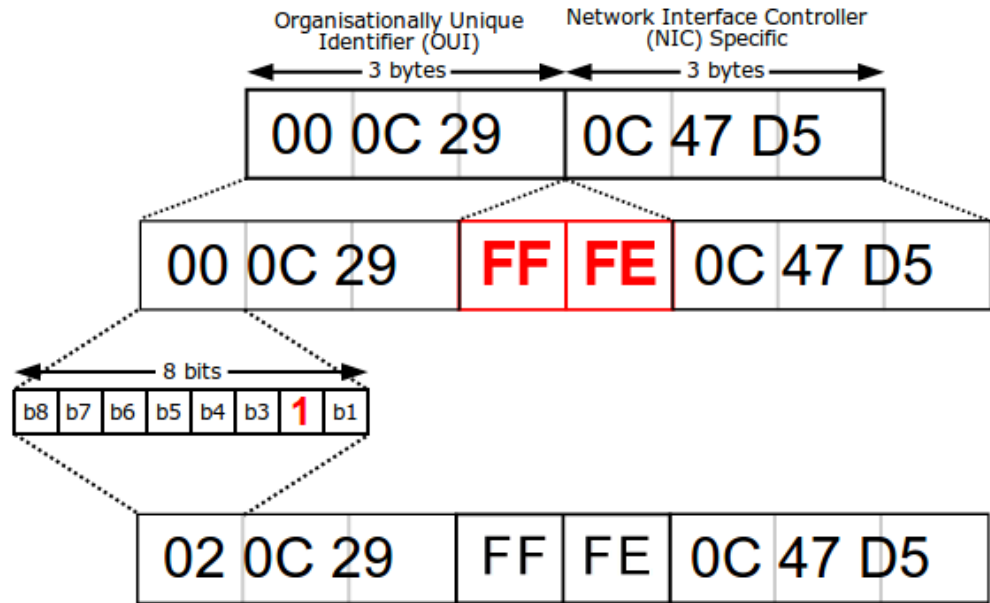 Organisationally Unique
Identifier (OUI)
Network Interface Controller
(NIC) Specific
3 bytes
3 bytes
00 0C 29
0C 47 D5
00 0C 29
FF FE
0C 47 D5
8 bits
b8 b7 b6 b5 b4 b3 1 b1
02 0C 29
FF FE
0C 47 D5